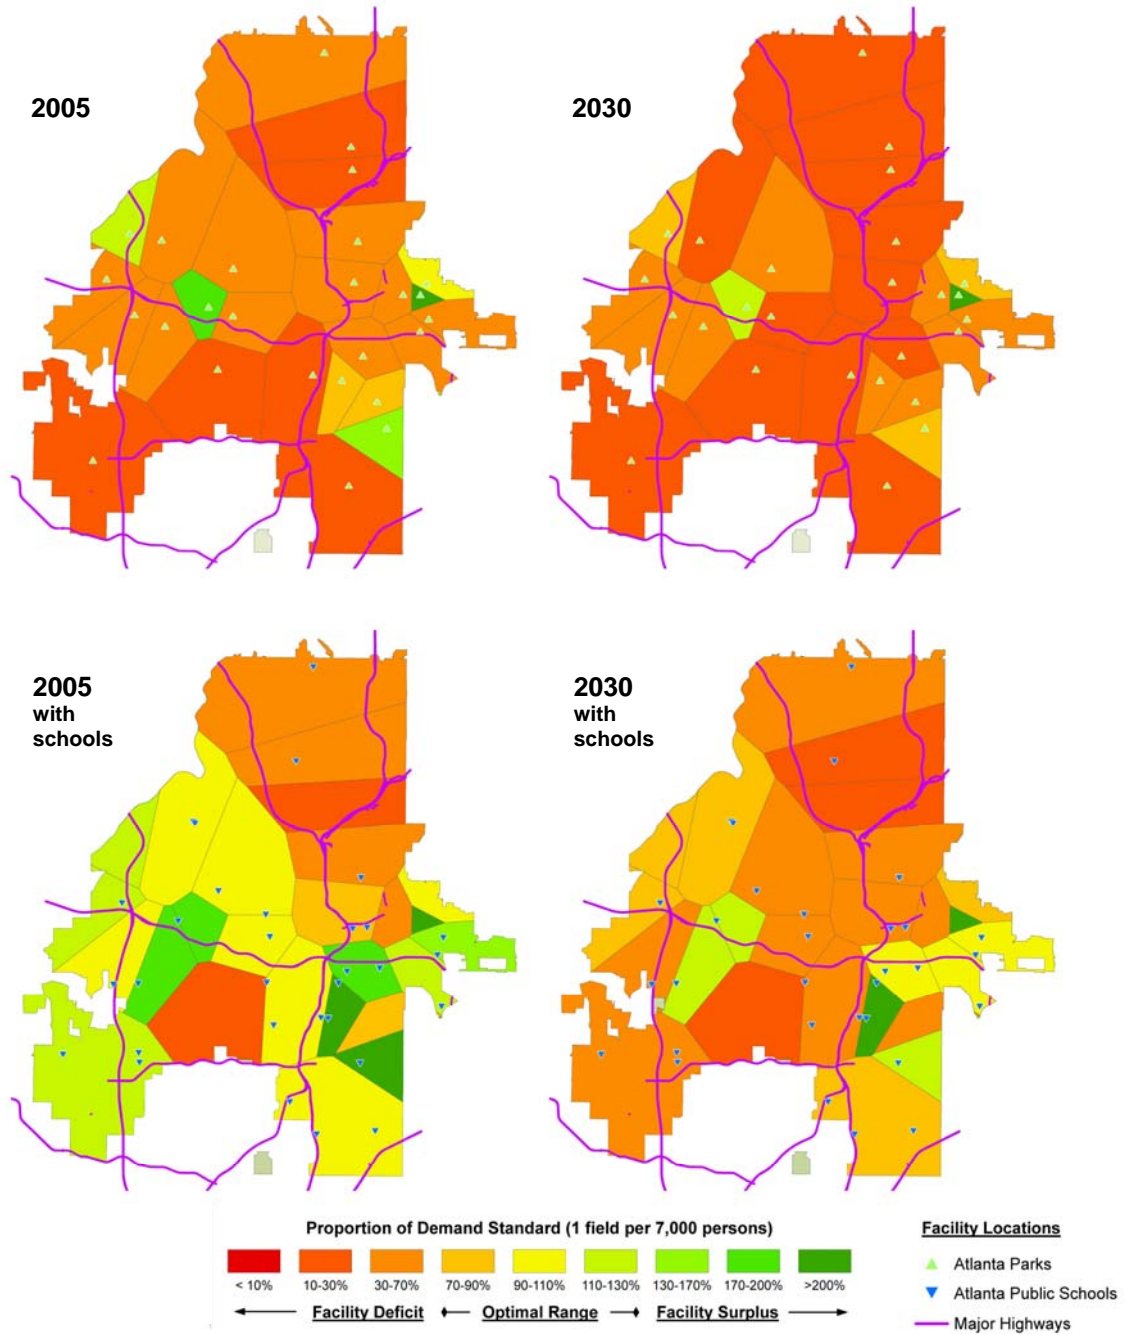 2005
2030
2005
with
schools
2030
with
schools
Proportion of Demand Standard (1 field per 7,000 persons)
< 10% 10-30% 30-70% 70-90% 90-110% 110-130% 130-170% 170-200% >200%
Facility Deficit Optimal Range Facility Surplus
Facility Locations
Atlanta Parks
Atlanta Public Schools
Major Highways